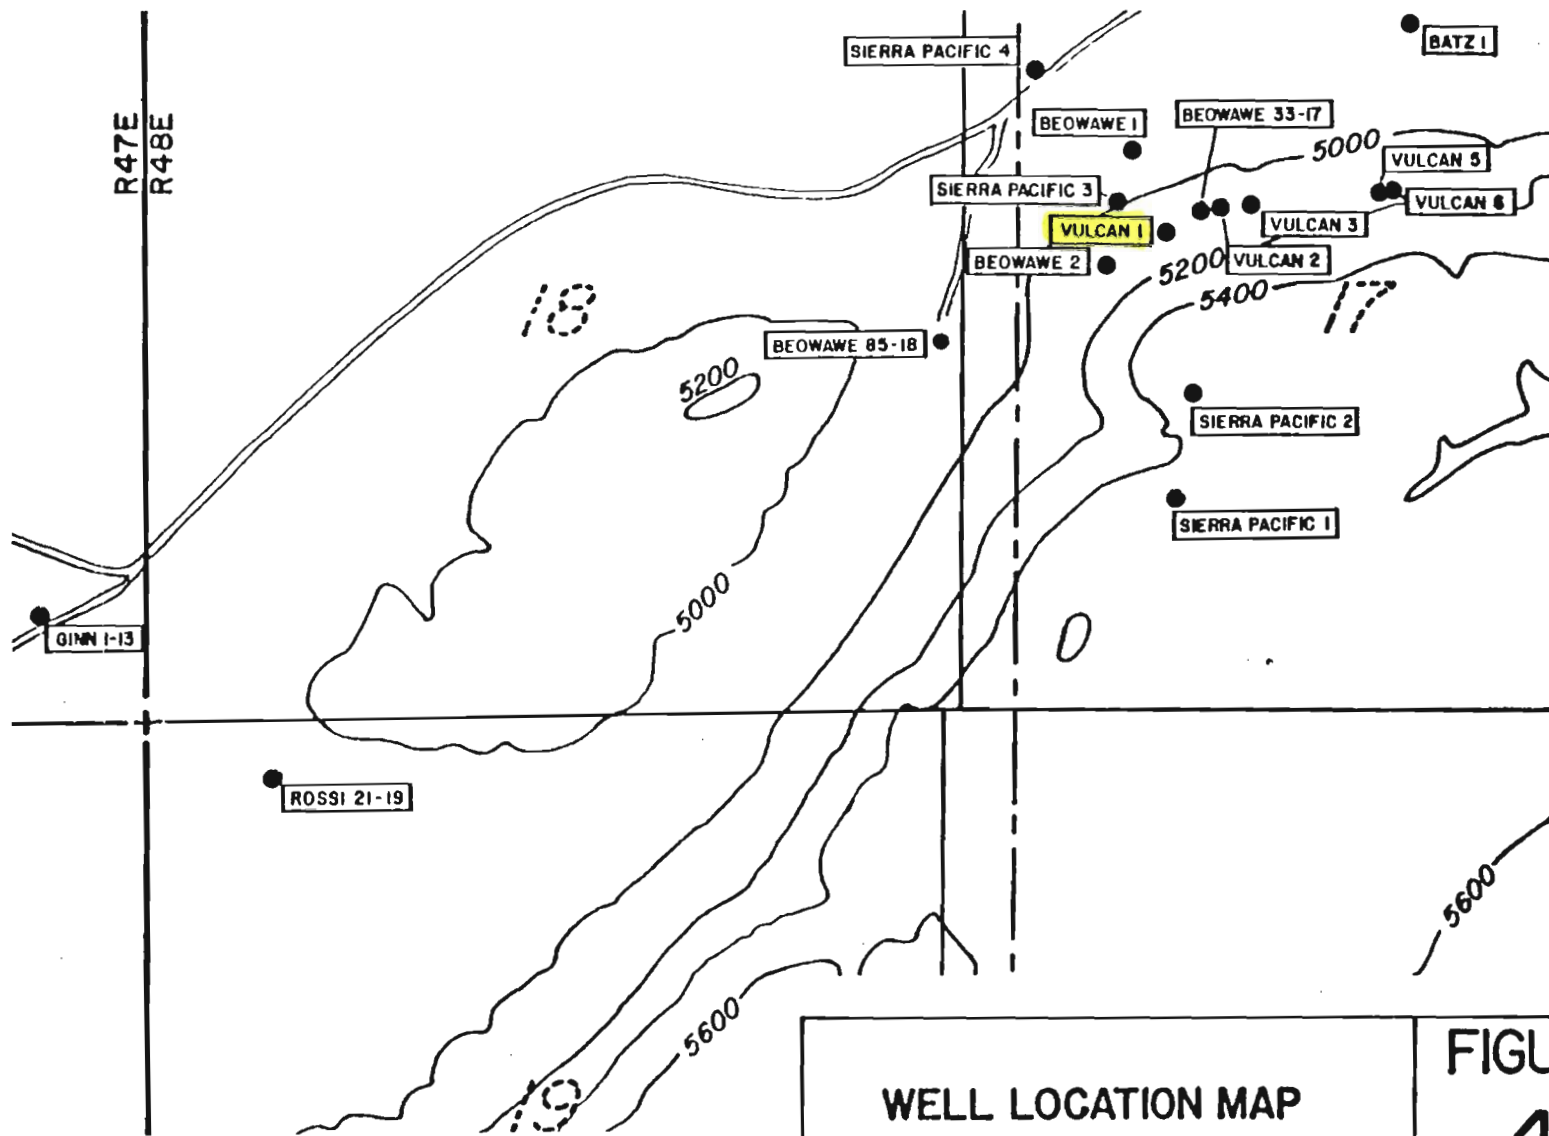 BATZ 1
SIERRA PACIFIC 4
BEOWAWE 1
BEOWAWE 33-17
R47E
R48E
5000
VULCAN 5
SIERRA PACIFIC 3
VULCAN 6
VULCAN 1
VULCAN 3
BEOWAWE 2
5200
VULCAN 2
5400
18
17
BEOWAWE 85-18
5200
SIERRA PACIFIC 2
SIERRA PACIFIC 1
5000
GINN 1-13
ROSSI 21-19
5600
5600
19
WELL LOCATION MAP
FIGU
4